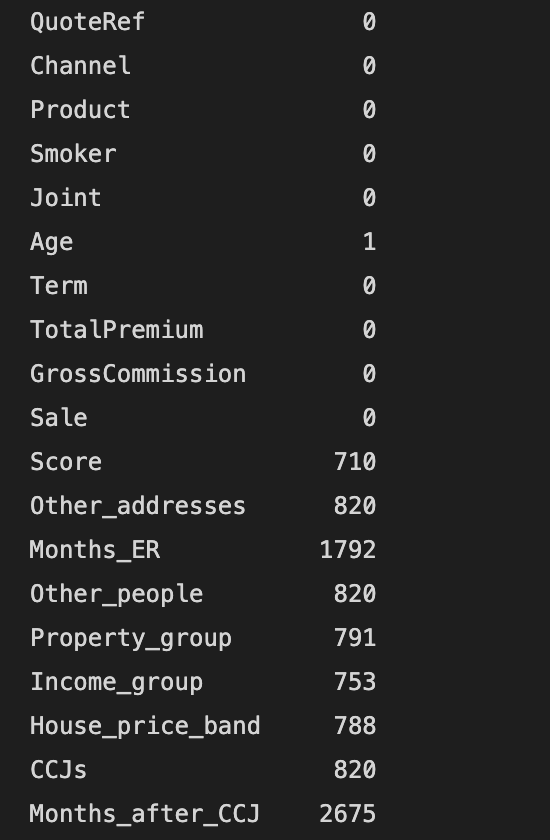 QuoteRef 0
Channel 0
Product 0
Smoker 0
Joint 0
Age 1
Term 0
TotalPremium 0
GrossCommission 0
Sale 0
Score 710
Other_addresses 820
Months_ER 1792
Other_people 820
Property_group 791
Income_group 753
House_price_band 788
CCJs 820
Months_after_CCJ 2675